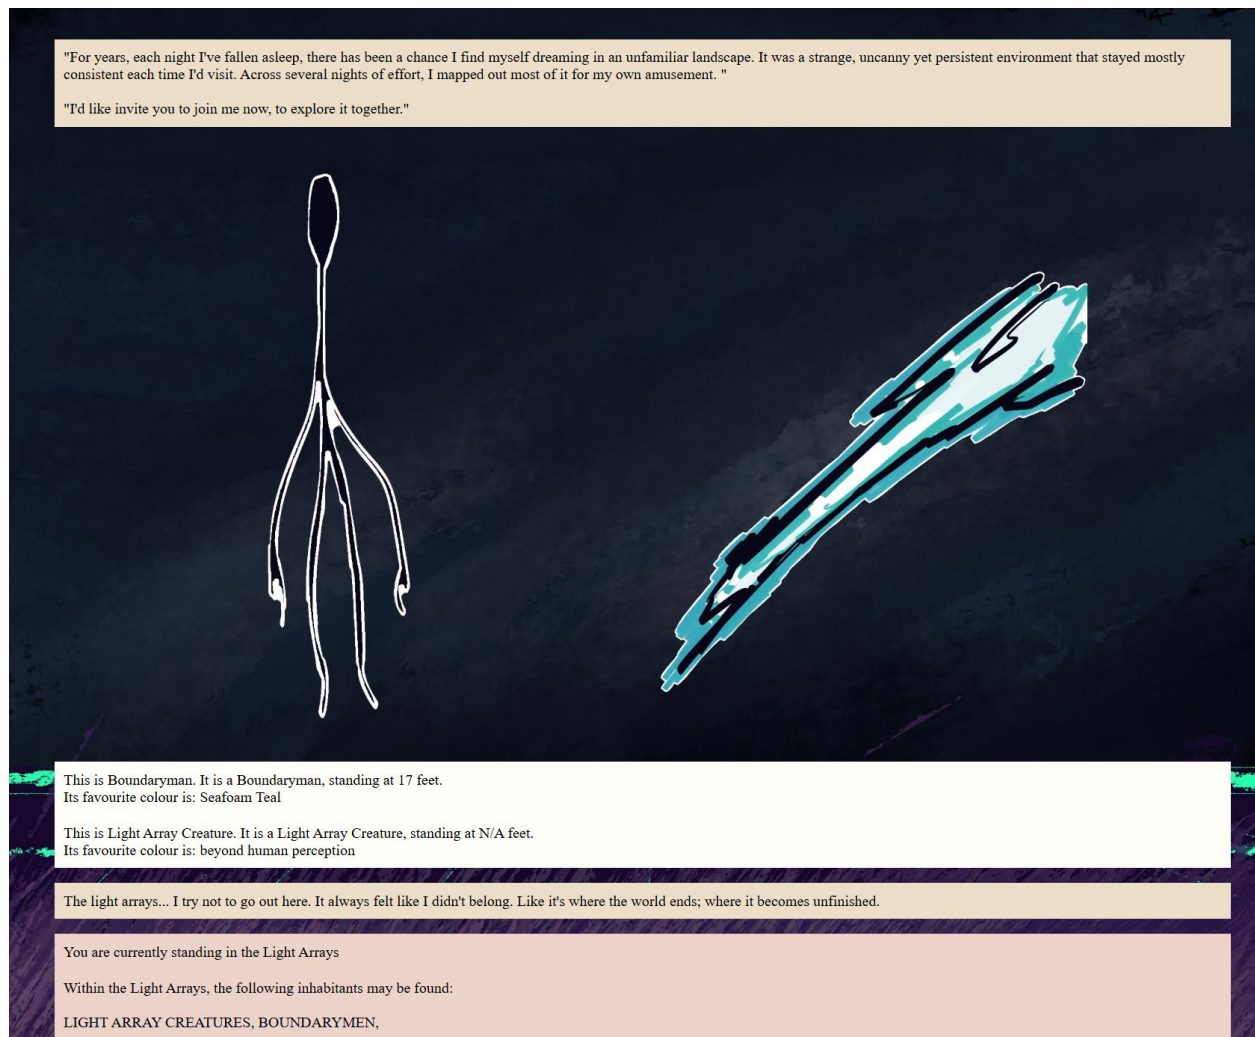 "For years, each night I've fallen asleep, there has been a chance I find myself dreaming in an unfamiliar landscape. It was a strange, uncanny yet persistent environment that stayed mostly
consistent each time I'd visit. Across several nights of effort, I mapped out most of it for my own amusement. "
"I'd like invite you to join me now, to explore it together."
This is Boundaryman. It is a Boundaryman, standing at 17 feet.
Its favourite colour is: Seafoam Teal
This is Light Array Creature. It is a Light Array Creature, standing at N/A feet.
Its favourite colour is: beyond human perception
The light arrays... I try not to go out here. It always felt like I didn't belong. Like it's where the world ends; where it becomes unfinished.
You are currently standing in the Light Arrays
Within the Light Arrays, the following inhabitants may be found:
LIGHT ARRAY CREATURES, BOUNDARYMEN,